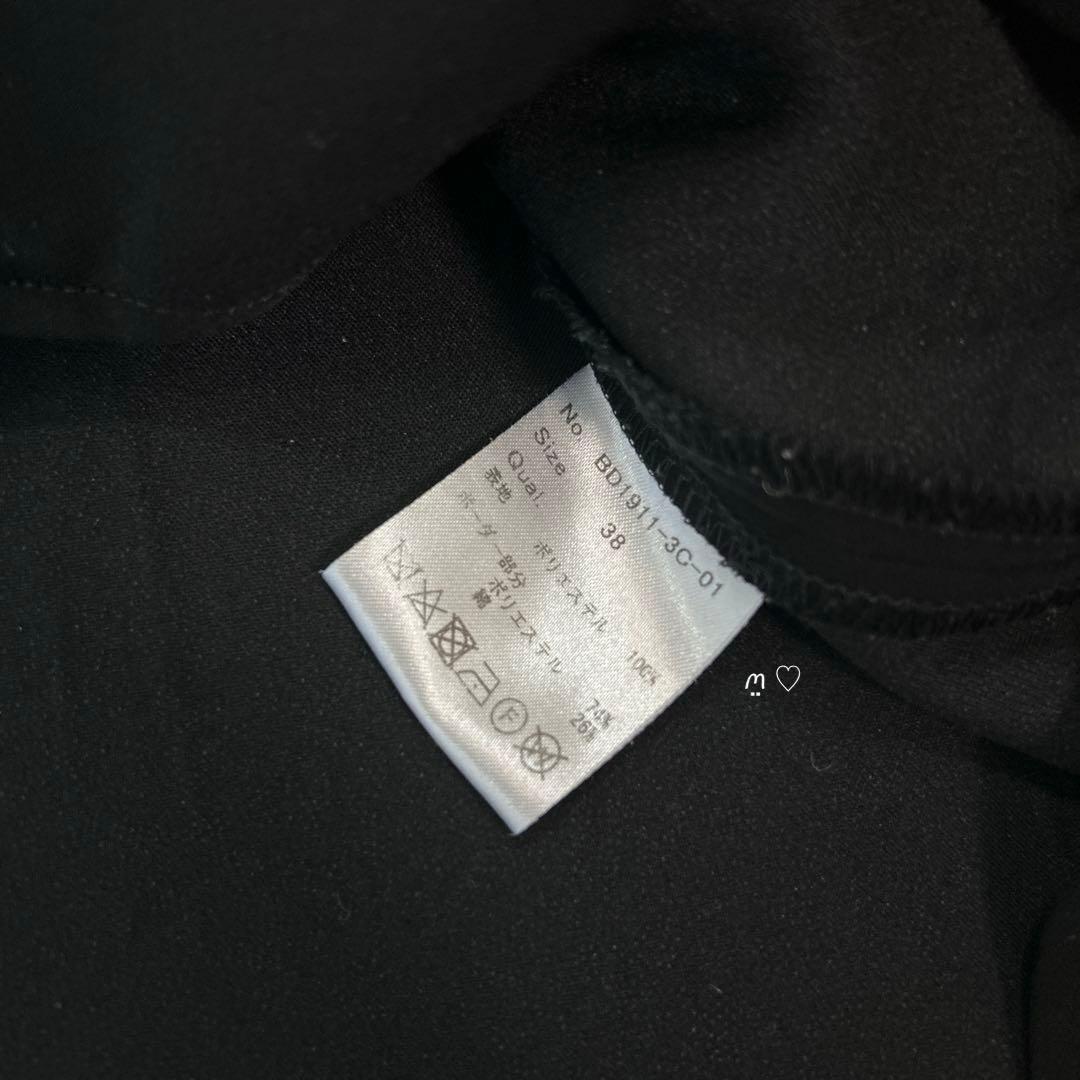 No. BD1911-3C-01
Size 38
Qual.
表地 ポリエステル 100%
ボーダー部分
ポリエステル 74%
綿 26%
F
W
ო̤̫ ♡